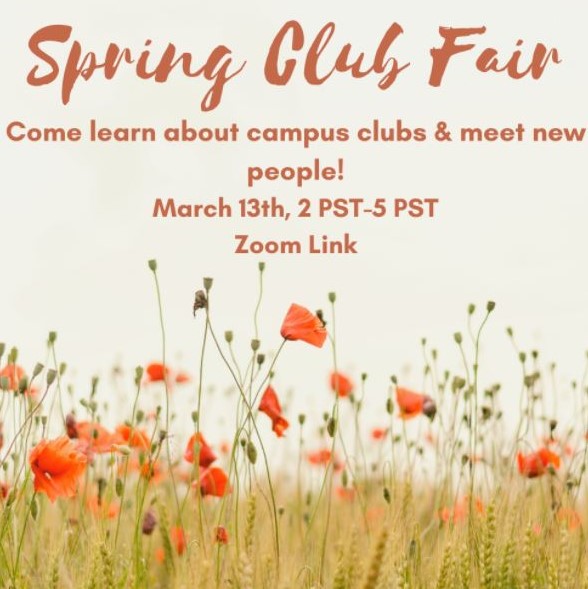 Spring Club Fair
Come learn about campus clubs & meet new
people!
March 13th, 2 PST-5 PST
Zoom Link